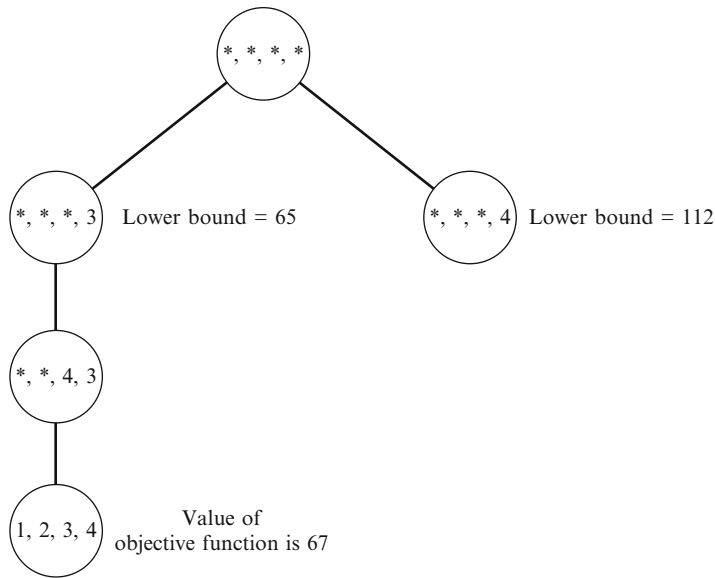 *, *, *, *
*, *, *, 3
Lower bound = 65
*, *, *, 4
Lower bound = 112
*, *, 4, 3
1, 2, 3, 4
Value of
objective function is 67